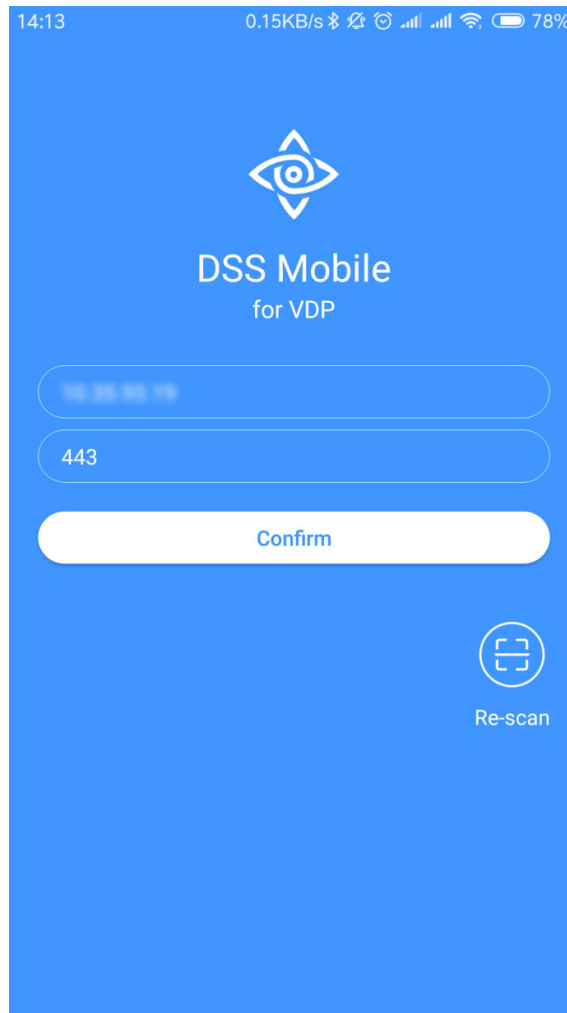 14:13 0.15KB/s 78%
DSS Mobile
for VDP
443
Confirm
Re-scan